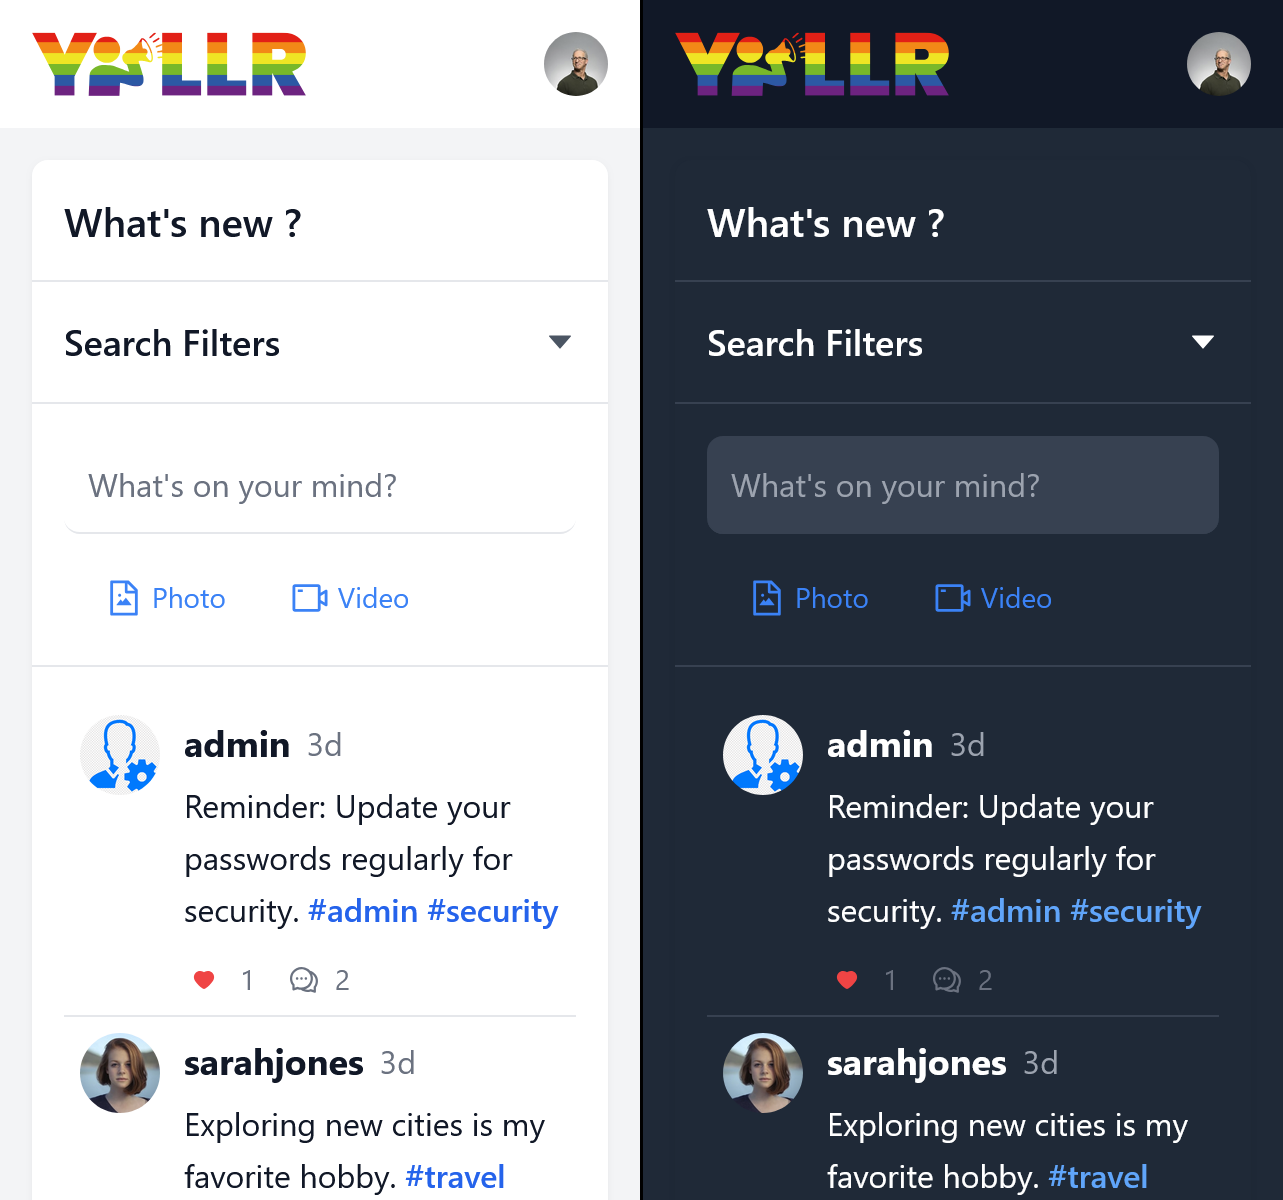 YOLLR
What's new ?
Search Filters
What's on your mind?
Photo Video
admin 3d
Reminder: Update your
passwords regularly for
security. #admin #security
1 2
sarahjones 3d
Exploring new cities is my
favorite hobby. #travel
YOLLR
What's new ?
Search Filters
What's on your mind?
Photo Video
admin 3d
Reminder: Update your
passwords regularly for
security. #admin #security
1 2
sarahjones 3d
Exploring new cities is my
favorite hobby. #travel